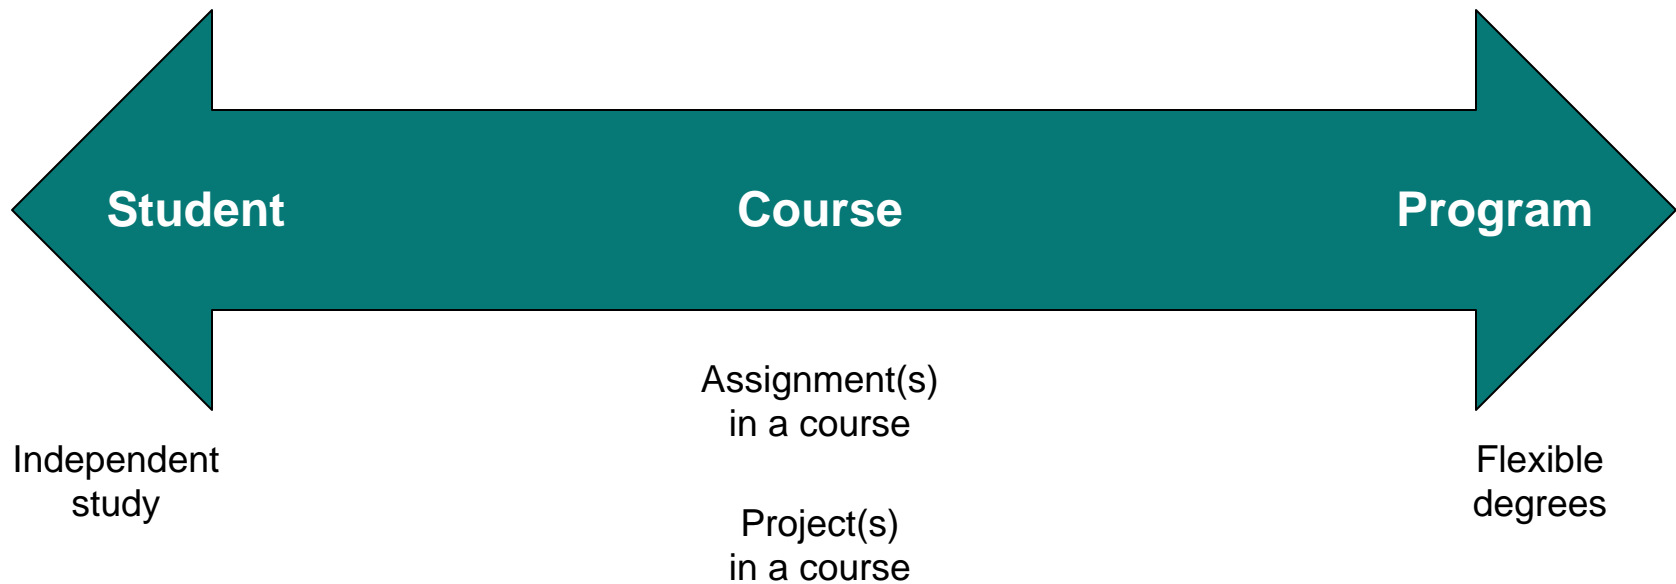 Student
Course
Program
Independent
study
Assignment(s)
in a course
Project(s)
in a course
Flexible
degrees